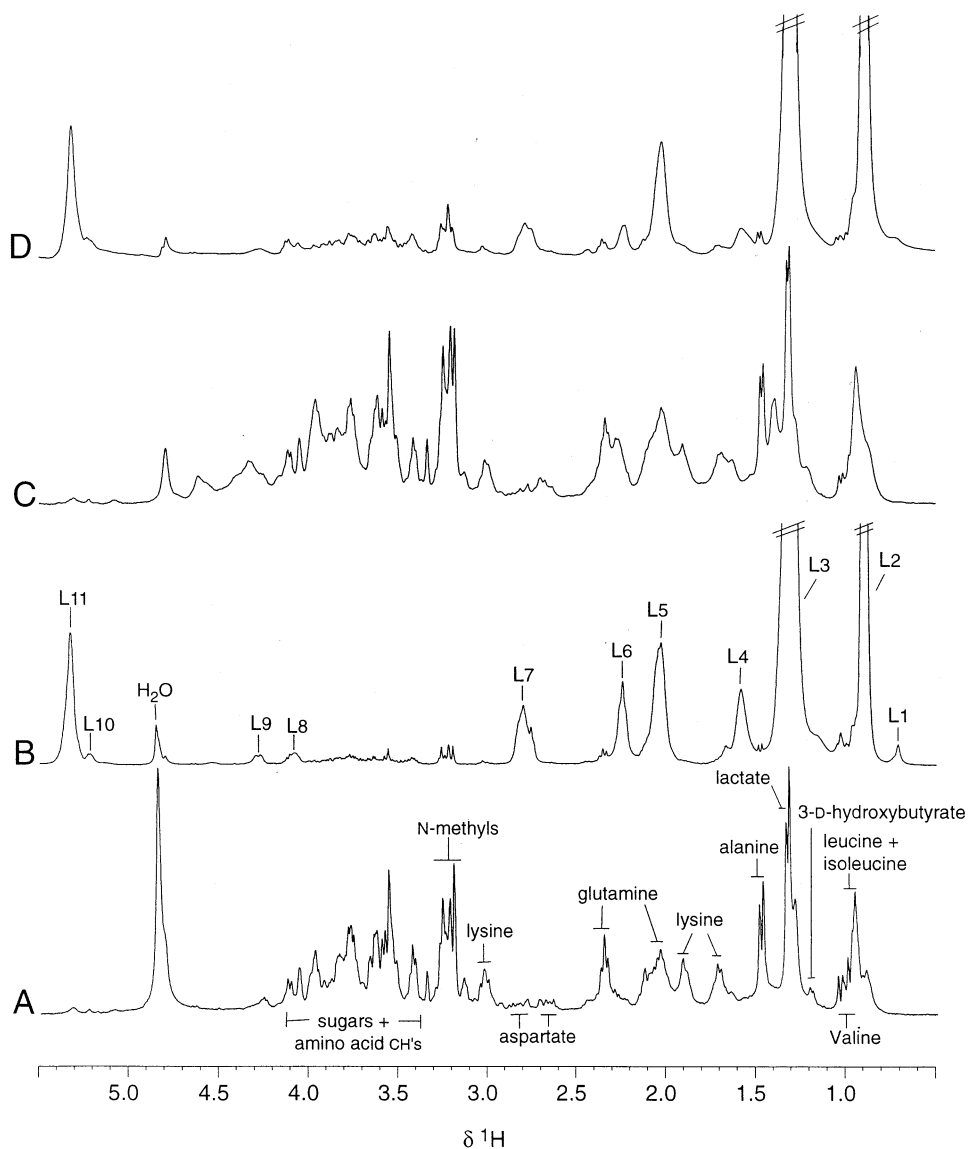 D
C
L11
L10
H2O
L9
L8
L7
L6
L5
L4
L3
L2
L1
B
lactate
3-D-hydroxybutyrate
leucine +
isoleucine
alanine
N-methyls
glutamine
lysine
lysine
A
sugars +
amino acid CH's
aspartate
Valine
5.0 4.5 4.0 3.5 3.0 2.5 2.0 1.5 1.0
δ 1H